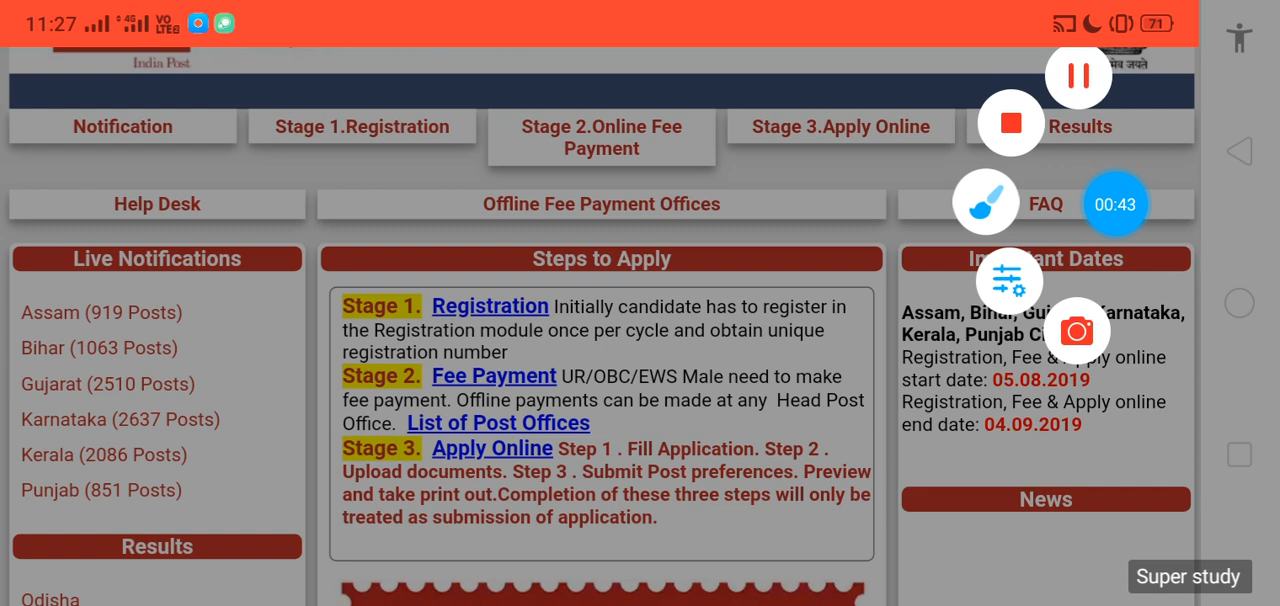 11:27
4G
VO
LTE2
71
India Post
Notification
Stage 1.Registration
Stage 2.Online Fee
Payment
Stage 3.Apply Online
Results
Help Desk
Offline Fee Payment Offices
FAQ
00:43
Live Notifications
Assam (919 Posts)
Bihar (1063 Posts)
Gujarat (2510 Posts)
Karnataka (2637 Posts)
Kerala (2086 Posts)
Punjab (851 Posts)
Results
Odisha
Steps to Apply
Stage 1. Registration Initially candidate has to register in
the Registration module once per cycle and obtain unique
registration number
Stage 2. Fee Payment UR/OBC/EWS Male need to make
fee payment. Offline payments can be made at any Head Post
Office. List of Post Offices
Stage 3. Apply Online Step 1 . Fill Application. Step 2 .
Upload documents. Step 3 . Submit Post preferences. Preview
and take print out.Completion of these three steps will only be
treated as submission of application.
Dates
Assam,
Kerala, Punjab
Registration, Fee & online
start date: 05.08.2019
Registration, Fee & Apply online
end date: 04.09.2019
News
Super study